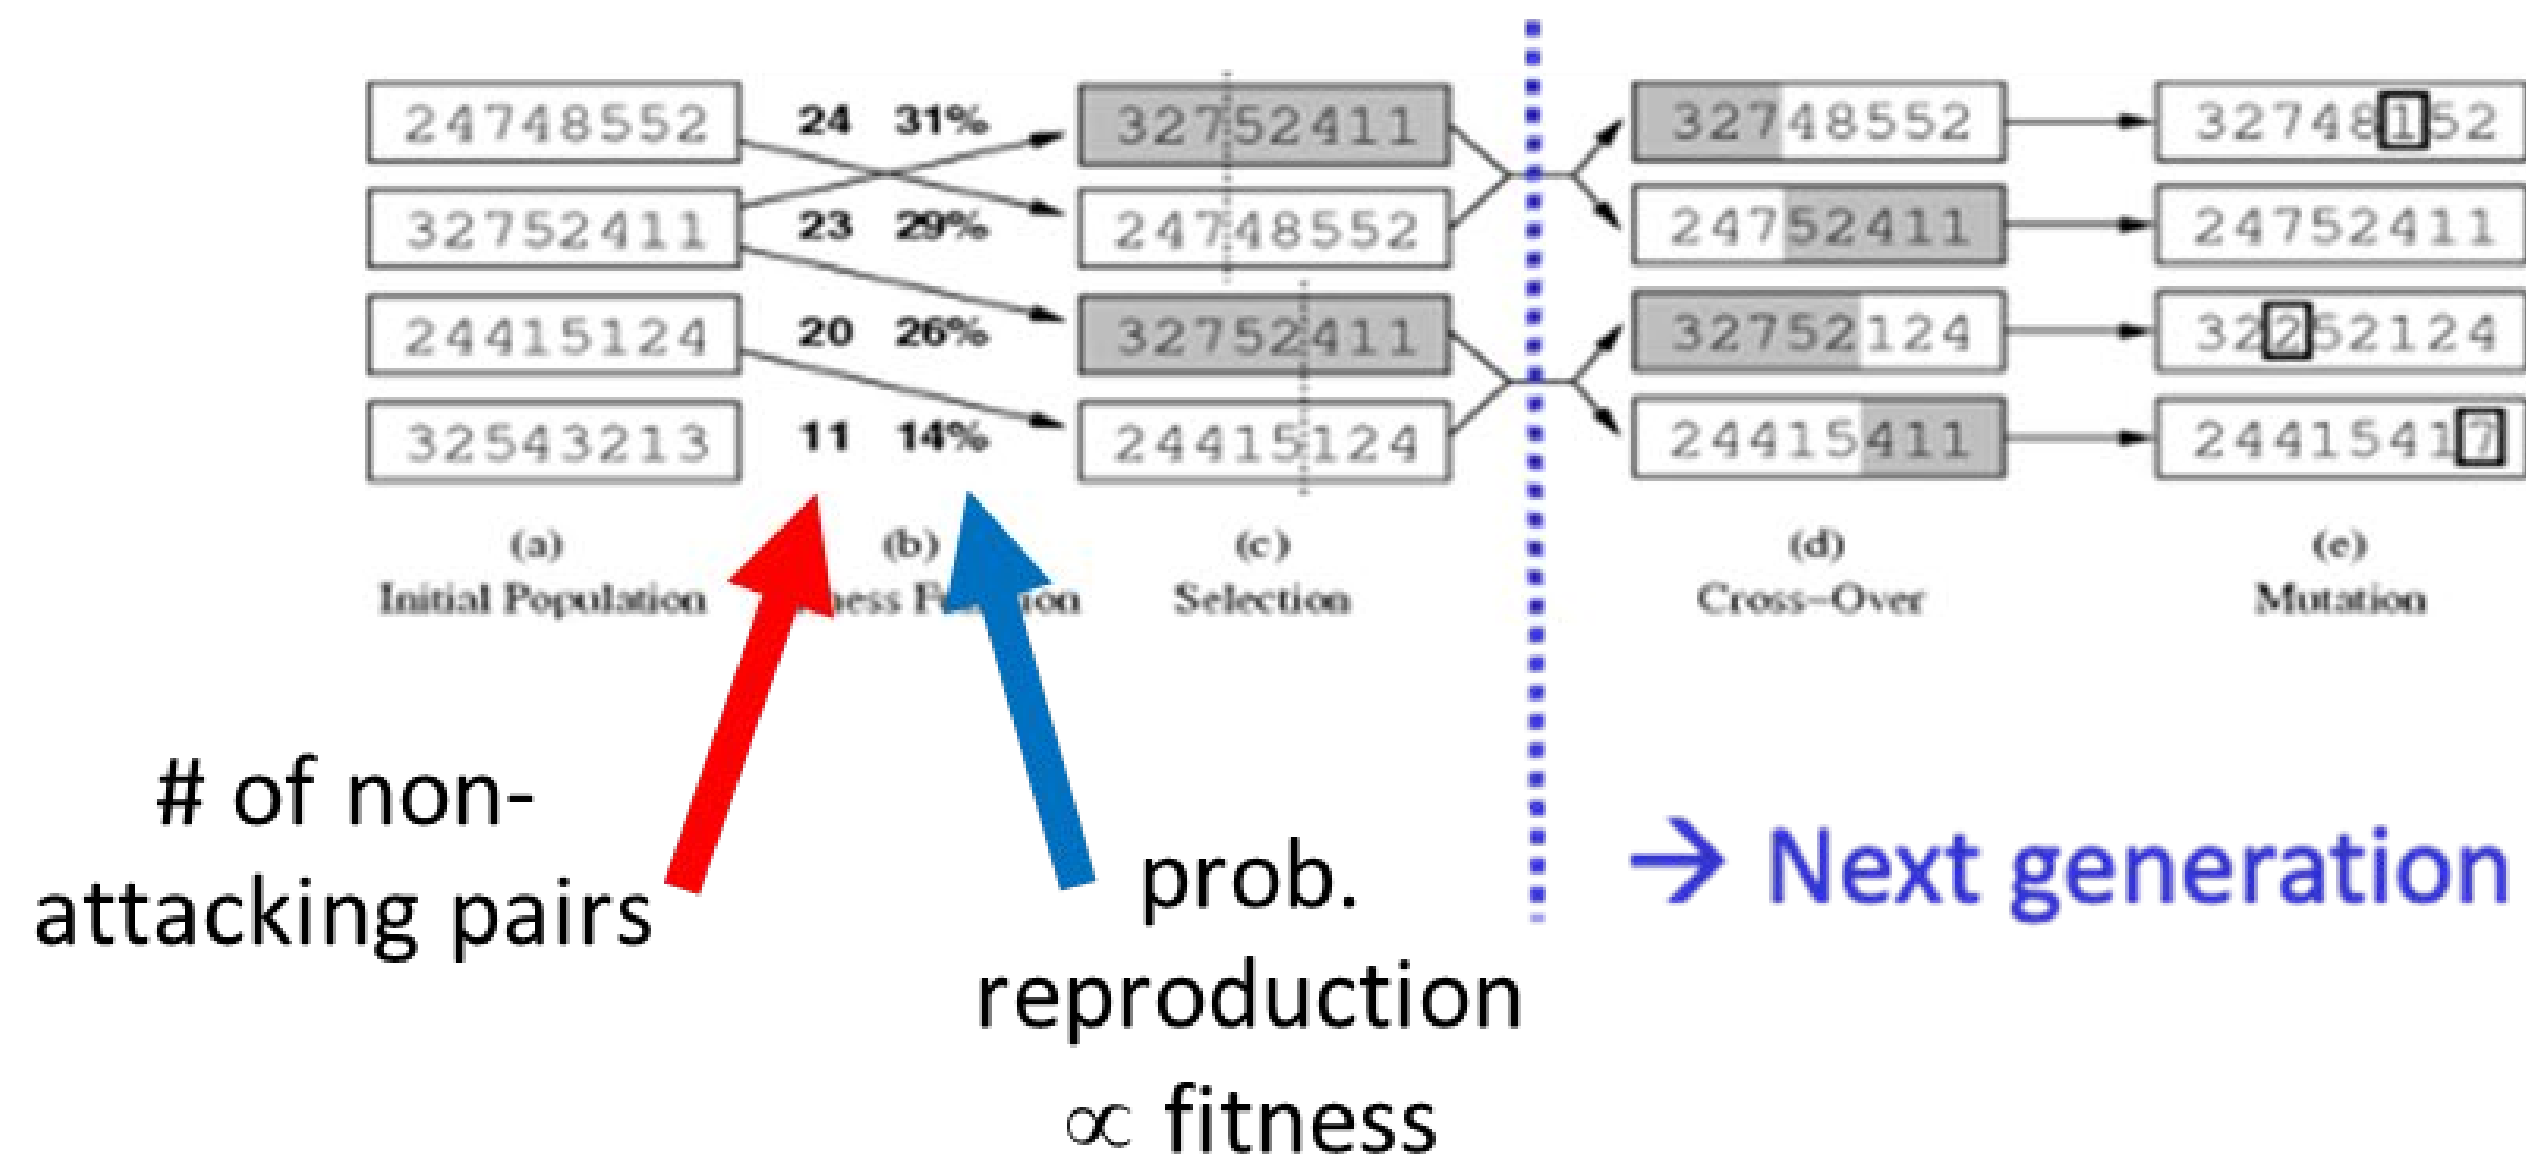 24748552 24 31% 32752411 32748552 32748152
32752411 23 29% 24748552 24752411 24752411
24415124 20 26% 32752411 32752124 32252124
32543213 11 14% 24415124 24415411 24415417
(a) (b) (c) (d) (e)
Initial Population Selection Cross-Over Mutation
# of non-
attacking pairs
prob.
reproduction
∝ fitness
→ Next generation